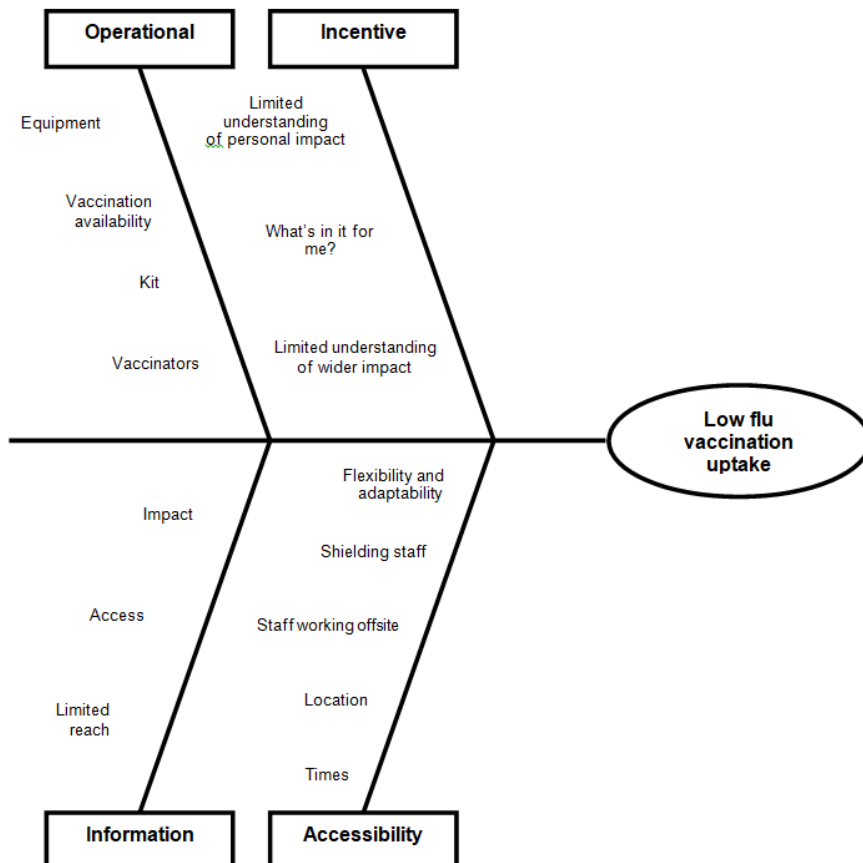 Operational
Incentive
Equipment
Vaccination
availability
Kit
Vaccinators
Limited
understanding
of personal impact
What's in it for
me?
Limited understanding
of wider impact
Low flu
vaccination
uptake
Impact
Access
Limited
reach
Flexibility and
adaptability
Shielding staff
Staff working offsite
Location
Times
Information
Accessibility